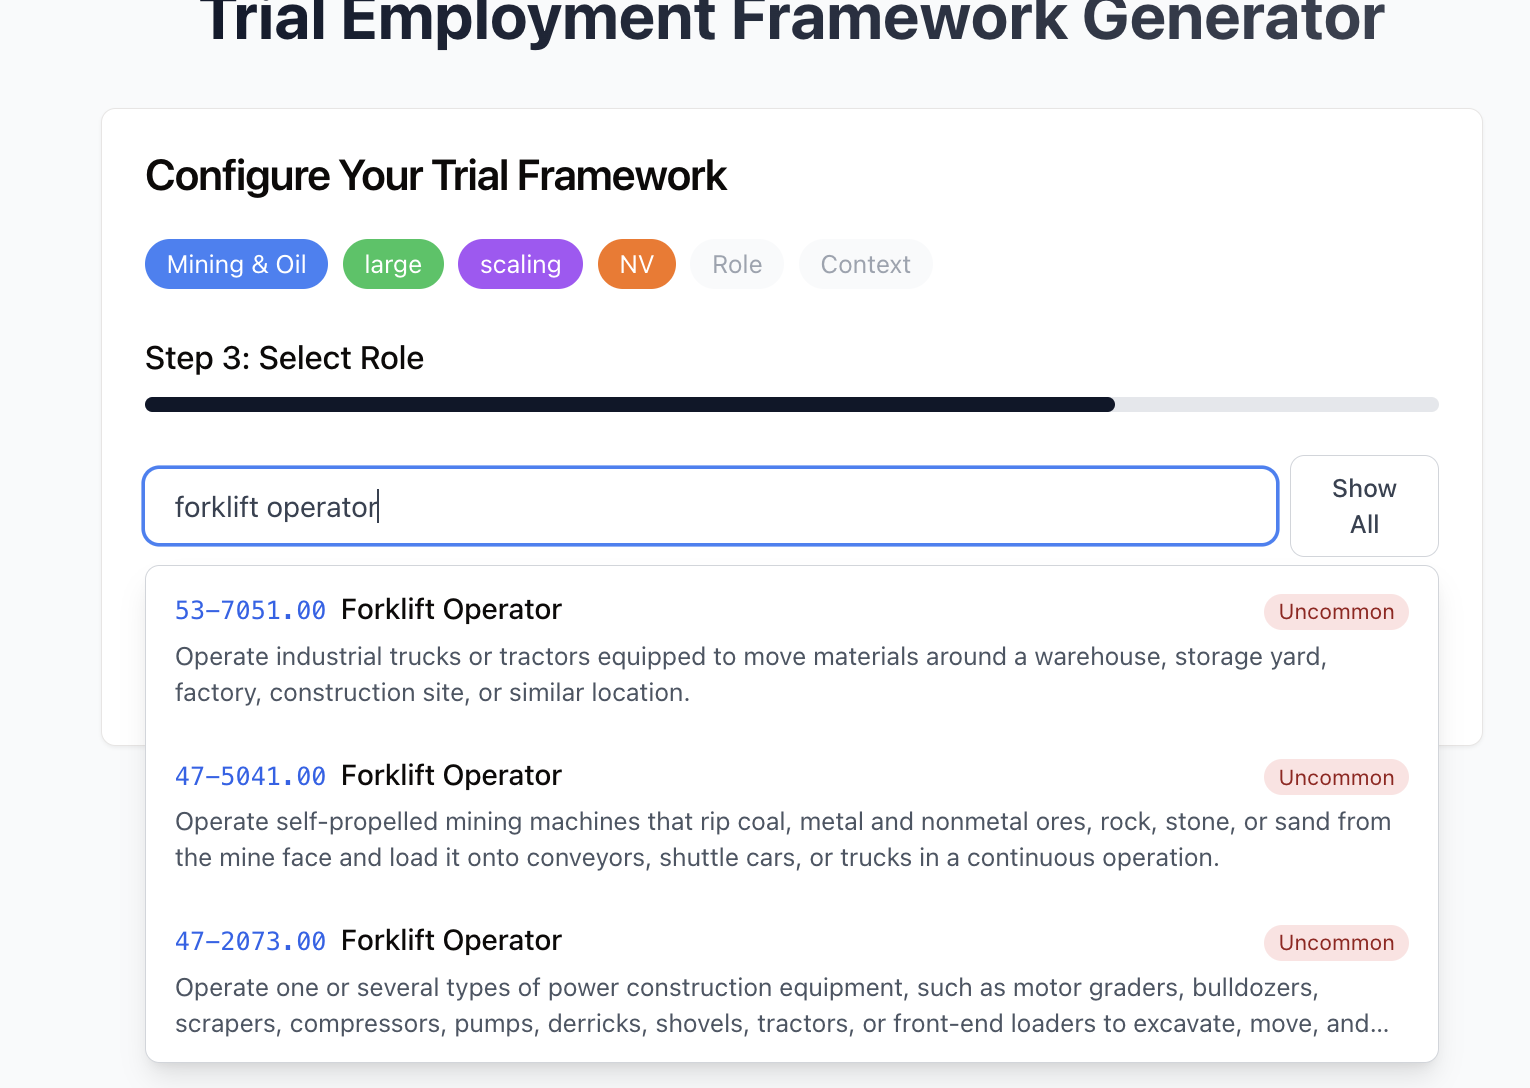 Trial Employment Framework Generator
Configure Your Trial Framework
Mining & Oil large scaling NV Role Context
Step 3: Select Role
forklift operator
Show
All
53-7051.00 Forklift Operator Uncommon
Operate industrial trucks or tractors equipped to move materials around a warehouse, storage yard,
factory, construction site, or similar location.
47-5041.00 Forklift Operator Uncommon
Operate self-propelled mining machines that rip coal, metal and nonmetal ores, rock, stone, or sand from
the mine face and load it onto conveyors, shuttle cars, or trucks in a continuous operation.
47-2073.00 Forklift Operator Uncommon
Operate one or several types of power construction equipment, such as motor graders, bulldozers,
scrapers, compressors, pumps, derricks, shovels, tractors, or front-end loaders to excavate, move, and...